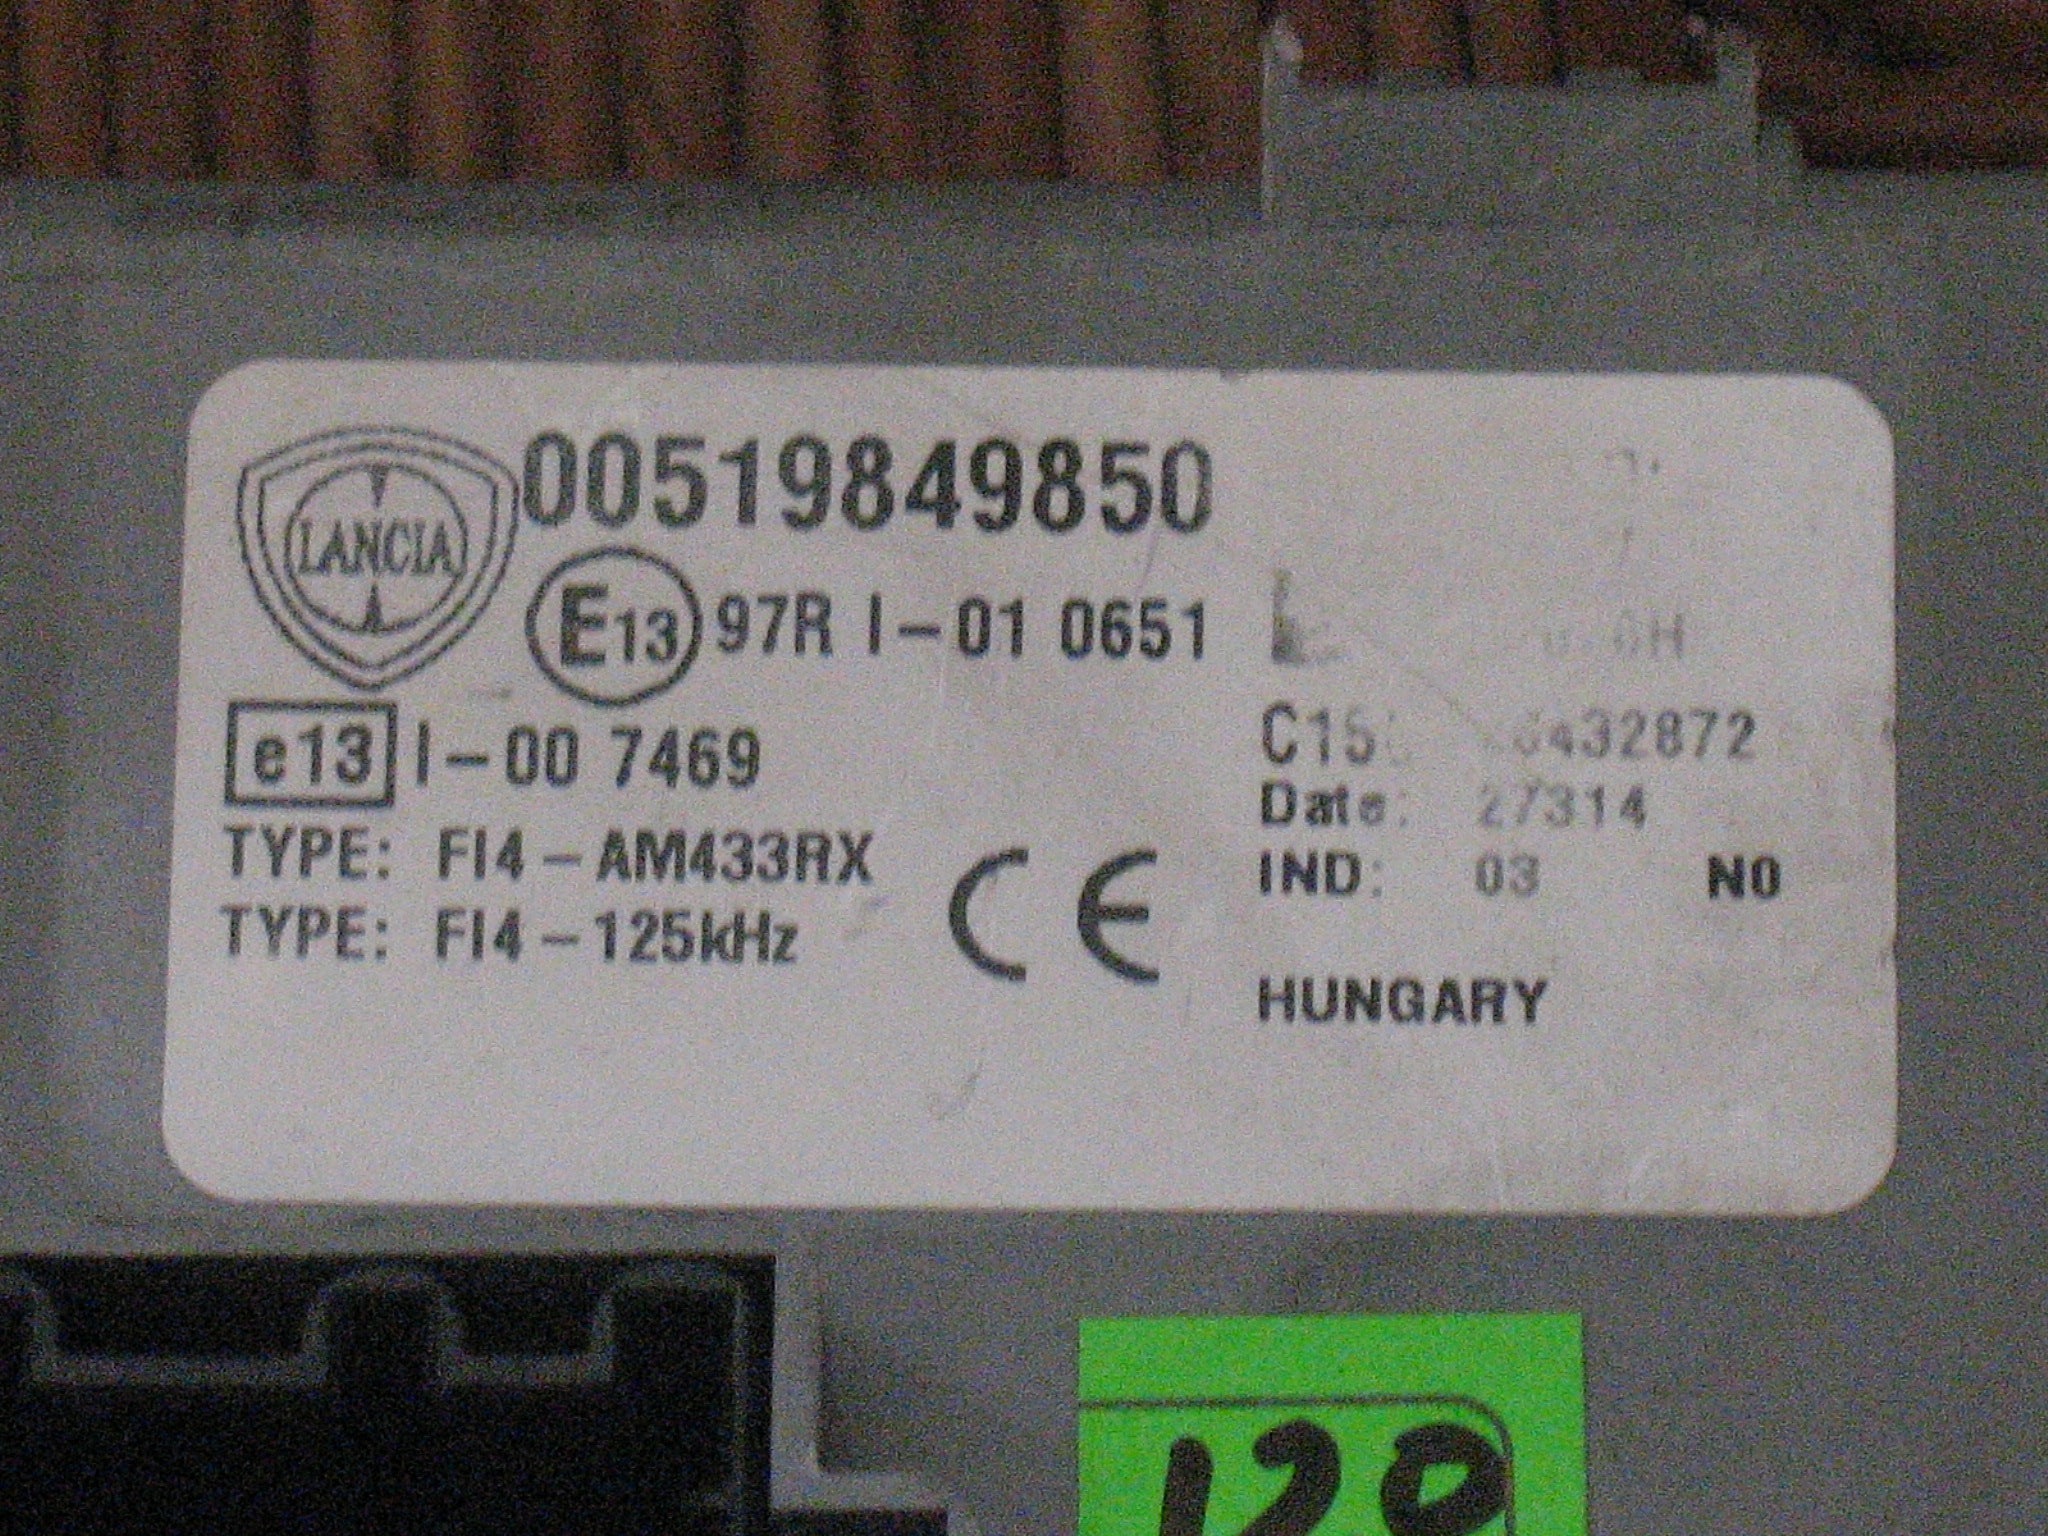 LANCIA
00519849850
E13 97R I-01 0651
e13 I-00 7469
TYPE: FI4-AM433RX
TYPE: FI4-125kHz
CE
Date: 27314
IND: 03 N0
HUNGARY
120